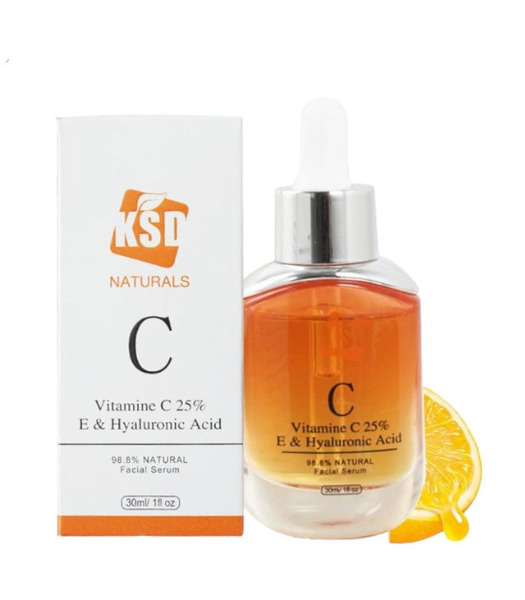 KSD
NATURALS
C
Vitamine C 25%
E & Hyaluronic Acid
98.8% NATURAL
Facial Serum
30ml/ 1fl oz
KSD
C
Vitamine C 25%
E & Hyaluronic Acid
98.8% NATURAL
Facial Serum
30ml/ 1fl oz